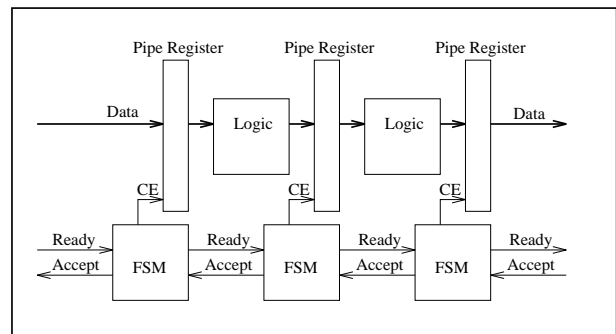 Pipe Register Pipe Register Pipe Register
Data Logic Logic Data
CE CE CE
Ready Ready Ready Ready
Accept FSM Accept FSM Accept FSM Accept